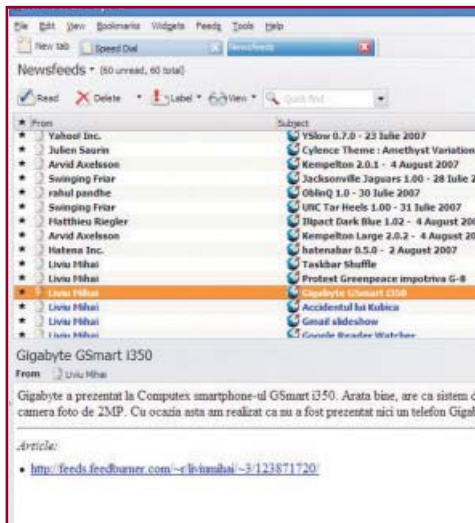 File Edit View Bookmarks Widgets Feeds Tools Help
New tab Speed Dial Newsfeeds
Newsfeeds (60 unread, 60 total)
Read Delete Label View Quick find
From Subject
Yahoo! Inc. YSlow 0.7.0 - 23 Iulie 2007
Julien Saurin Cylence Theme : Amethyst Variation
Arvid Axelsson Kempelton 2.0.1 - 4 August 2007
Swinging Friar Jacksonville Jaguars 1.00 - 28 Iulie 2
rahul pandhe OblinQ 1.0 - 30 Iulie 2007
Swinging Friar UNC Tar Heels 1.00 - 31 Iulie 2007
Matthieu Riegler Dark Blue 1.02 - 4 August 200
Arvid Axelsson Kempelton Large 2.0.2 - 4 August 20
Hatena Inc. hatenabar 0.5.0 - 2 August 2007
Liviu Mihai Taskbar Shuffle
Liviu Mihai Protest Greenpeace impotriva G-8
Liviu Mihai Gigabyte GSmart i350
Liviu Mihai Accidentul lui Kubica
Liviu Mihai Gmail slideshow
Liviu Mihai Google Reader Watcher
Gigabyte GSmart i350
From Liviu Mihai
Gigabyte a prezentat la Computex smartphone-ul GSmart i350. Arata bine, are ca sistem d
camera foto de 2MP. Cu ocazia asta am realizat ca nu a fost prezentat nici un telefon Gigab
Article:
http://feeds.feedburner.com/~r/liviumihai/~3/123871720/